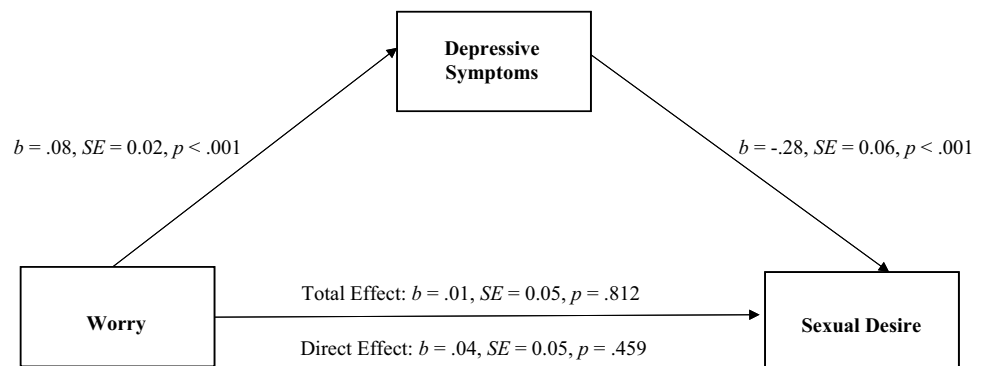 Depressive
Symptoms
b = .08, SE = 0.02, p < .001
b = -.28, SE = 0.06, p < .001
Total Effect: b = .01, SE = 0.05, p = .812
Worry
Sexual Desire
Direct Effect: b = .04, SE = 0.05, p = .459